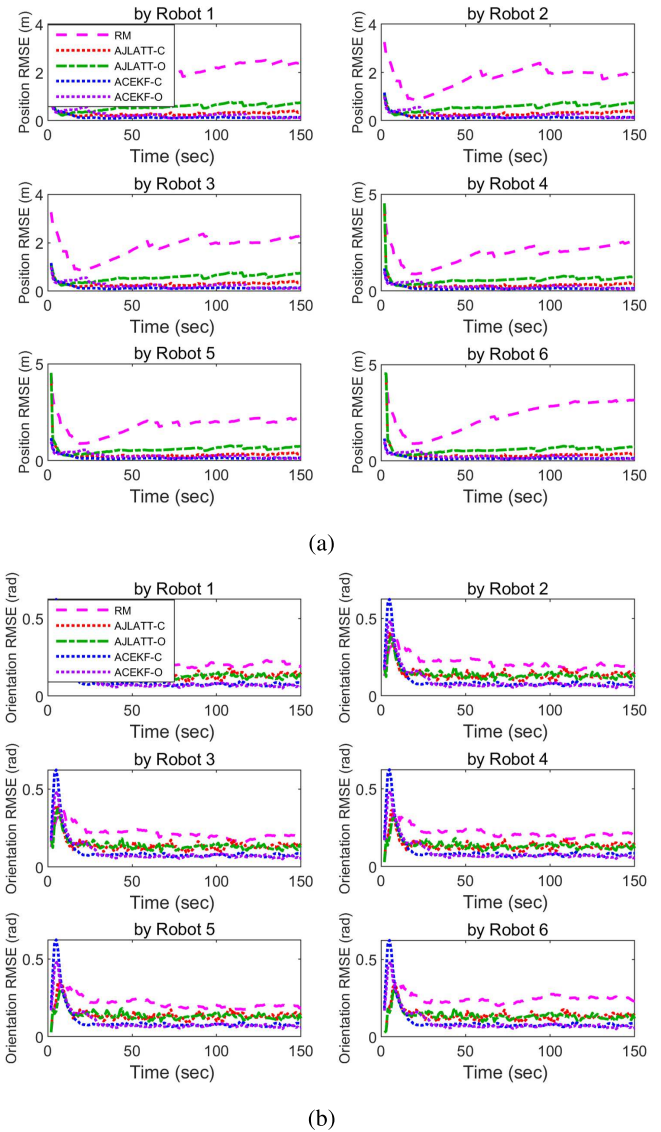 by Robot 1
by Robot 2
Position RMSE (m)
4
2
0
RM
AJLATT-C
AJLATT-O
ACEKF-C
ACEKF-O
0
50
100
150
Time (sec)
Position RMSE (m)
4
2
0
0
50
100
150
Time (sec)
by Robot 3
by Robot 4
Position RMSE (m)
4
2
0
0
50
100
150
Time (sec)
Position RMSE (m)
5
0
0
50
100
150
Time (sec)
by Robot 5
by Robot 6
Position RMSE (m)
5
0
0
50
100
150
Time (sec)
Position RMSE (m)
5
0
0
50
100
150
Time (sec)
(a)
by Robot 1
by Robot 2
Orientation RMSE (rad)
0.5
0
RM
AJLATT-C
AJLATT-O
ACEKF-C
ACEKF-O
0
50
100
150
Time (sec)
Orientation RMSE (rad)
0.5
0
0
50
100
150
Time (sec)
by Robot 3
by Robot 4
Orientation RMSE (rad)
0.5
0
0
50
100
150
Time (sec)
Orientation RMSE (rad)
0.5
0
0
50
100
150
Time (sec)
by Robot 5
by Robot 6
Orientation RMSE (rad)
0.5
0
0
50
100
150
Time (sec)
Orientation RMSE (rad)
0.5
0
0
50
100
150
Time (sec)
(b)